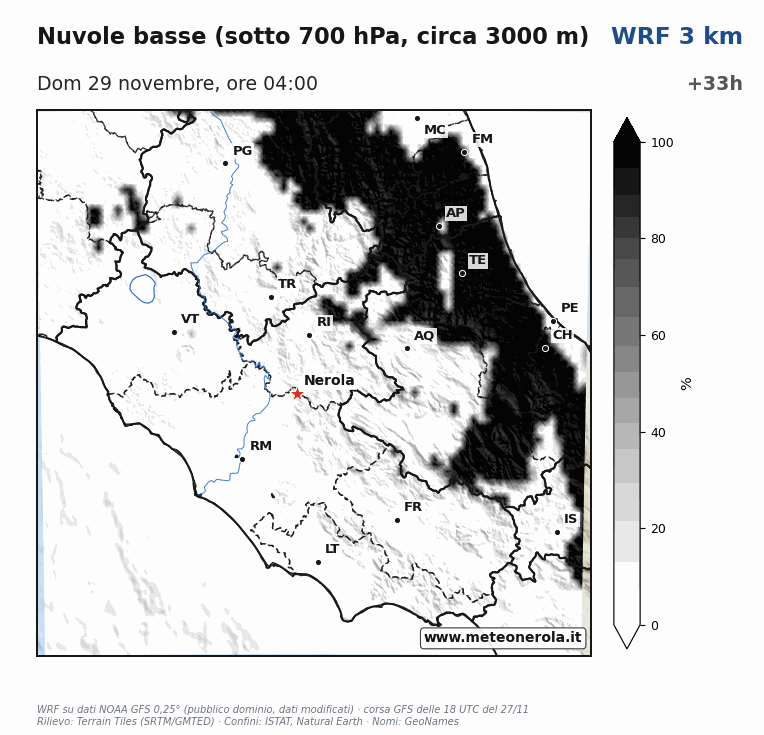 Nuvole basse (sotto 700 hPa, circa 3000 m) WRF 3 km
Dom 29 novembre, ore 04:00 +33h
MC
FM
PG
100
AP
80
TE
TR
PE
VT
RI
AQ
CH
60
%
Nerola
40
RM
FR
IS
20
LT
www.meteonerola.it
0
WRF su dati NOAA GFS 0,25° (pubblico dominio, dati modificati) · corsa GFS delle 18 UTC del 27/11
Rilievo: Terrain Tiles (SRTM/GMTED) · Confini: ISTAT, Natural Earth · Nomi: GeoNames